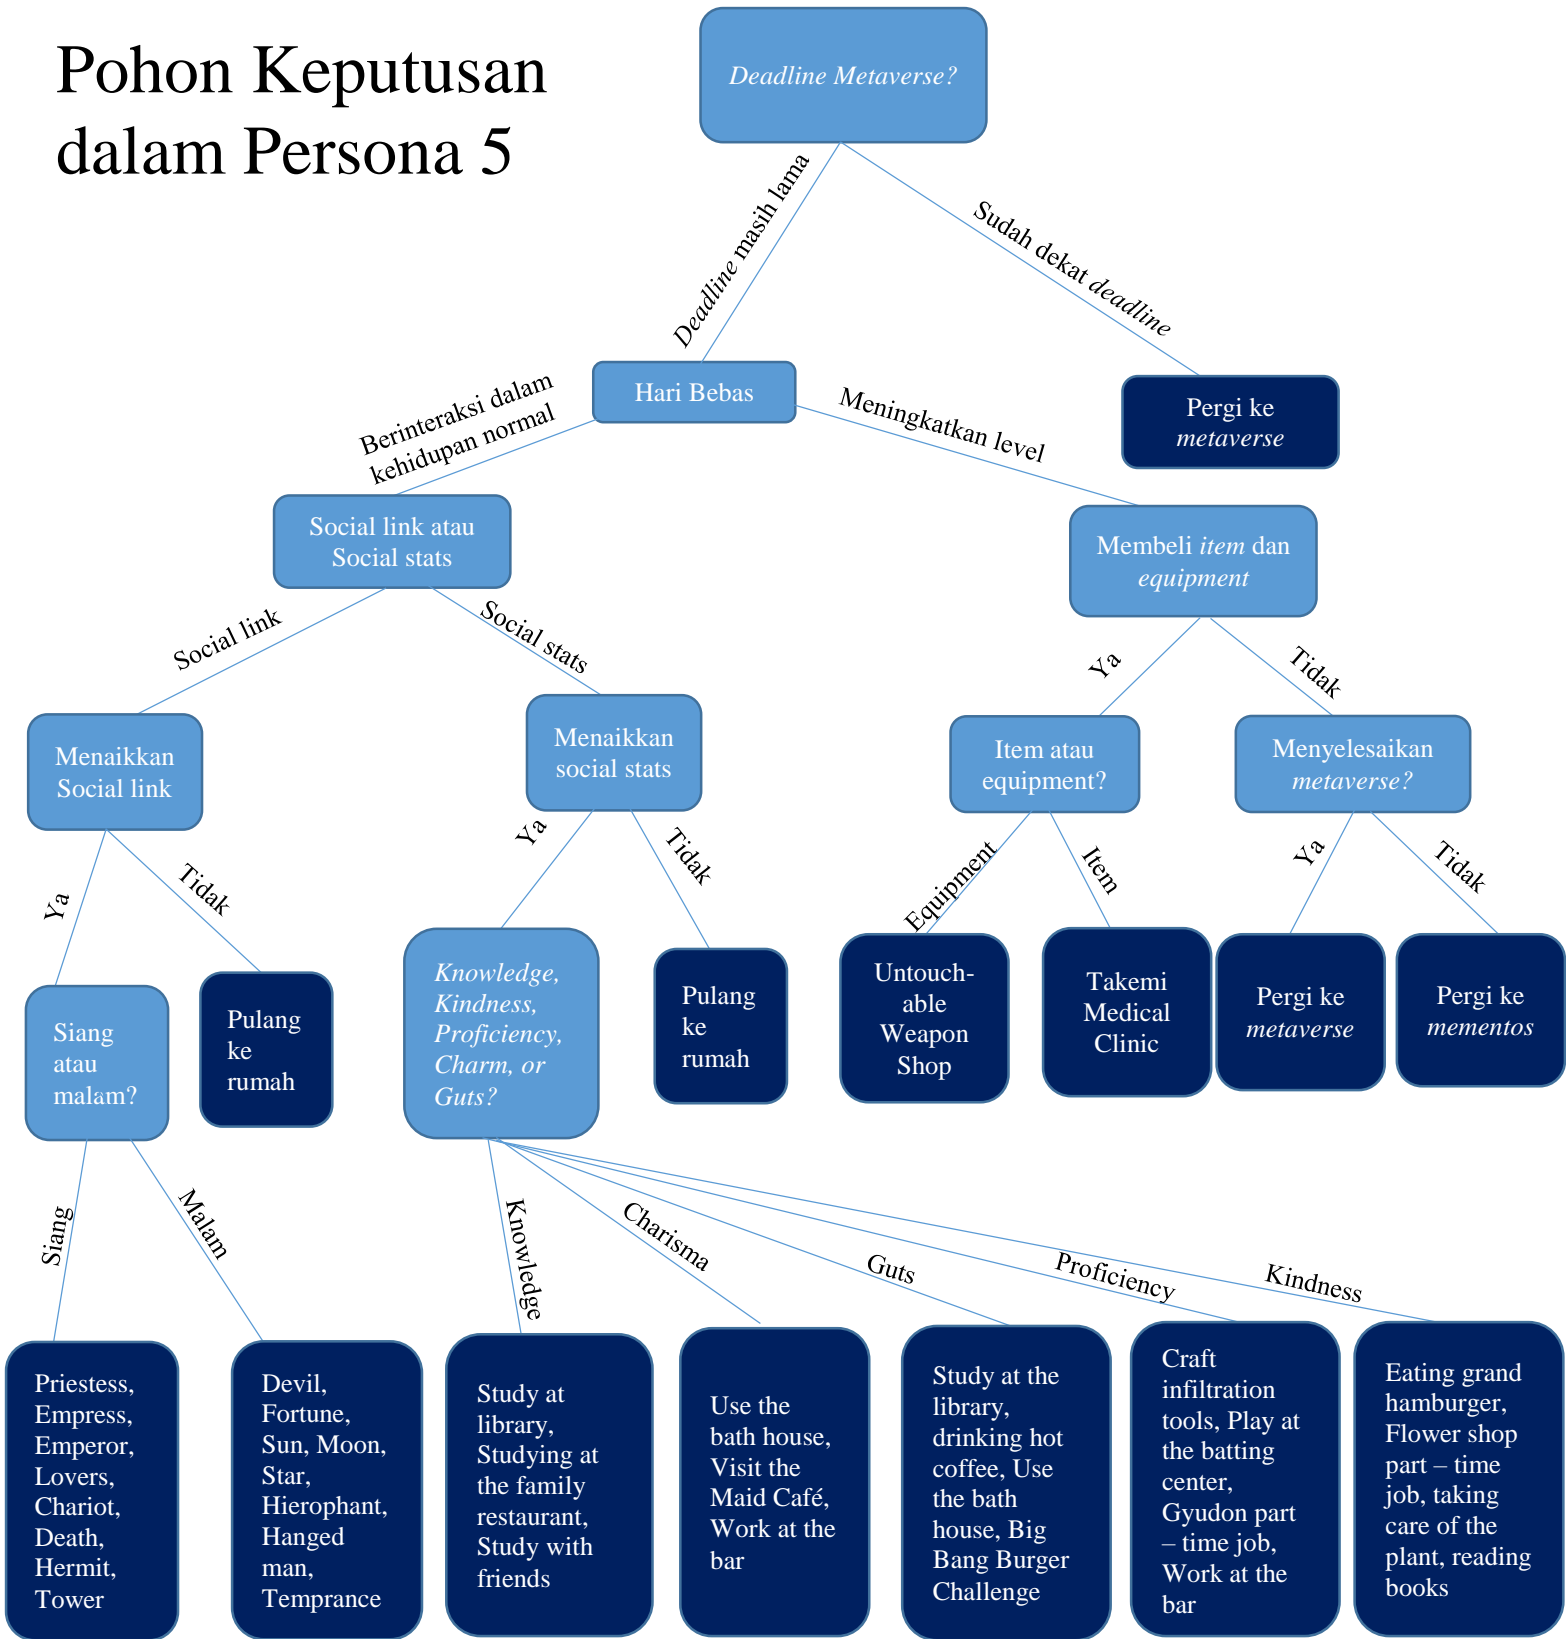 Pohon Keputusan
dalam Persona 5
Deadline Metaverse?
Deadline masih lama
Sudah dekat deadline
Hari Bebas
Pergi ke
metaverse
Berinteraksi dalam
kehidupan normal
Meningkatkan level
Social link atau
Social stats
Membeli item dan
equipment
Social link
Social stats
Ya
Tidak
Menaikkan
Social link
Menaikkan
social stats
Item atau
equipment?
Menyelesaikan
metaverse?
Ya
Tidak
Ya
Tidak
Equipment
Item
Ya
Tidak
Siang
atau
malam?
Pulang
ke
rumah
Knowledge,
Kindness,
Proficiency,
Charm, or
Guts?
Pulang
ke
rumah
Untouch-
able
Weapon
Shop
Takemi
Medical
Clinic
Pergi ke
metaverse
Pergi ke
mementos
Siang
Malam
Knowledge
Charisma
Guts
Proficiency
Kindness
Priestess,
Empress,
Emperor,
Lovers,
Chariot,
Death,
Hermit,
Tower
Devil,
Fortune,
Sun, Moon,
Star,
Hierophant,
Hanged
man,
Temprance
Study at
library,
Studying at
the family
restaurant,
Study with
friends
Use the
bath house,
Visit the
Maid Café,
Work at the
bar
Study at the
library,
drinking hot
coffee, Use
the bath
house, Big
Bang Burger
Challenge
Craft
infiltration
tools, Play at
the batting
center,
Gyudon part
– time job,
Work at the
bar
Eating grand
hamburger,
Flower shop
part – time
job, taking
care of the
plant, reading
books